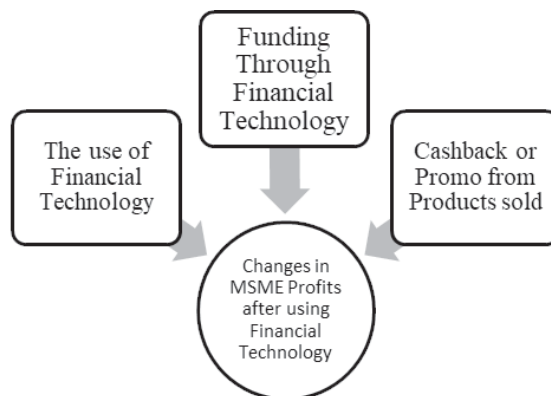 Funding
Through
Financial
Technology
The use of
Financial
Technology
Cashback or
Promo from
Products sold
Changes in
MSME Profits
after using
Financial
Technology